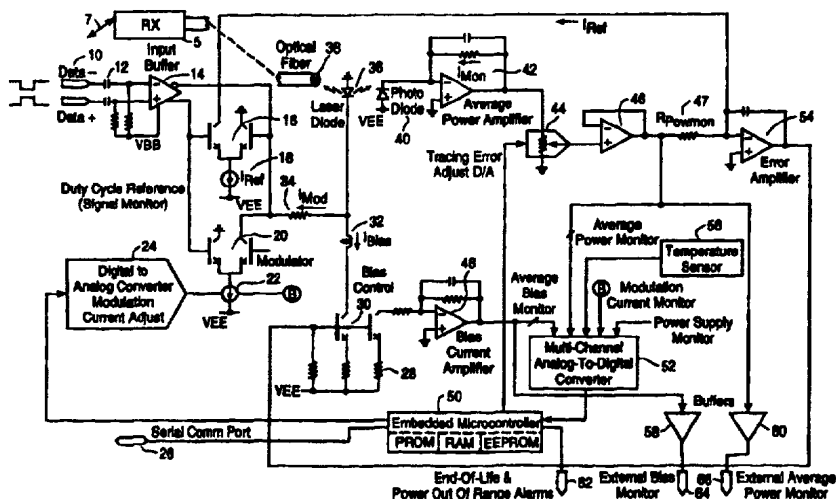 7
RX
5
Input
Buffer
Optical
Fiber
38
IRef
10
Data-
12
14
Data +
VBB
36
Laser
Diode
Photo
Diode
VEE
40
IMon
42
Average
Power Amplifier
44
46
47
RPowmon
54
Error
Amplifier
Tracing Error
Adjust D/A
16
18
IRef
VEE
Duty Cycle Reference
(Signal Monitor)
34
IMod
32
IBias
20
Modulator
24
Digital to
Analog Converter
Modulation
Current Adjust
22
B
VEE
Bias
Control
30
48
Bias
Current
Amplifier
28
VEE
Average
Bias
Monitor
Average
Power Monitor
56
Temperature
Sensor
B
Modulation
Current Monitor
Power Supply
Monitor
Multi-Channel
Analog-To-Digital
Converter
52
50
Embedded Microcontroller
PROM
RAM
EEPROM
Serial Comm Port
26
Buffers
58
60
End-Of-Life &
Power Out Of Range Alarms
62
External Bias
Monitor
64
66
External Average
Power Monitor